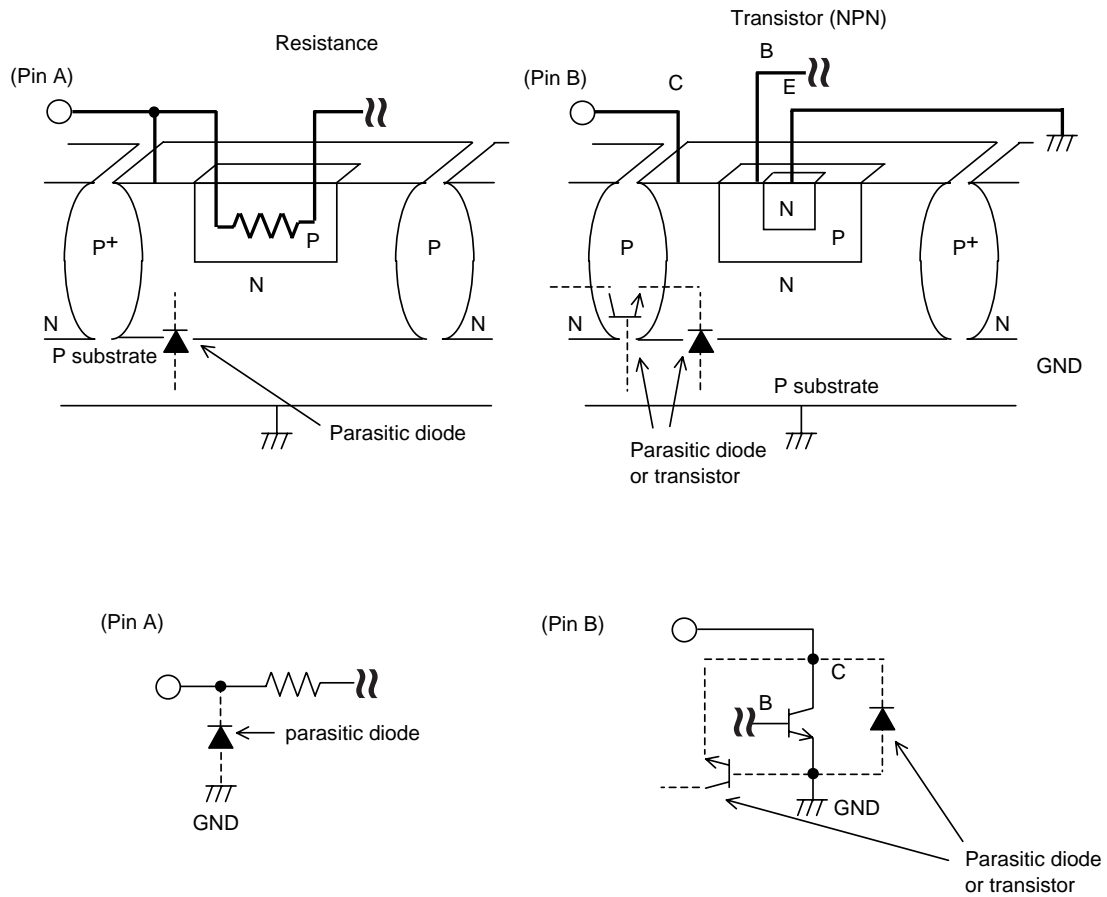 Resistance
(Pin A)
P+
P
P
N
N
N
P substrate
Parasitic diode
Transistor (NPN)
(Pin B)
C
B
E
N
P
P
P+
N
N
N
P substrate
GND
Parasitic diode
or transistor
(Pin A)
parasitic diode
GND
(Pin B)
C
B
GND
Parasitic diode
or transistor